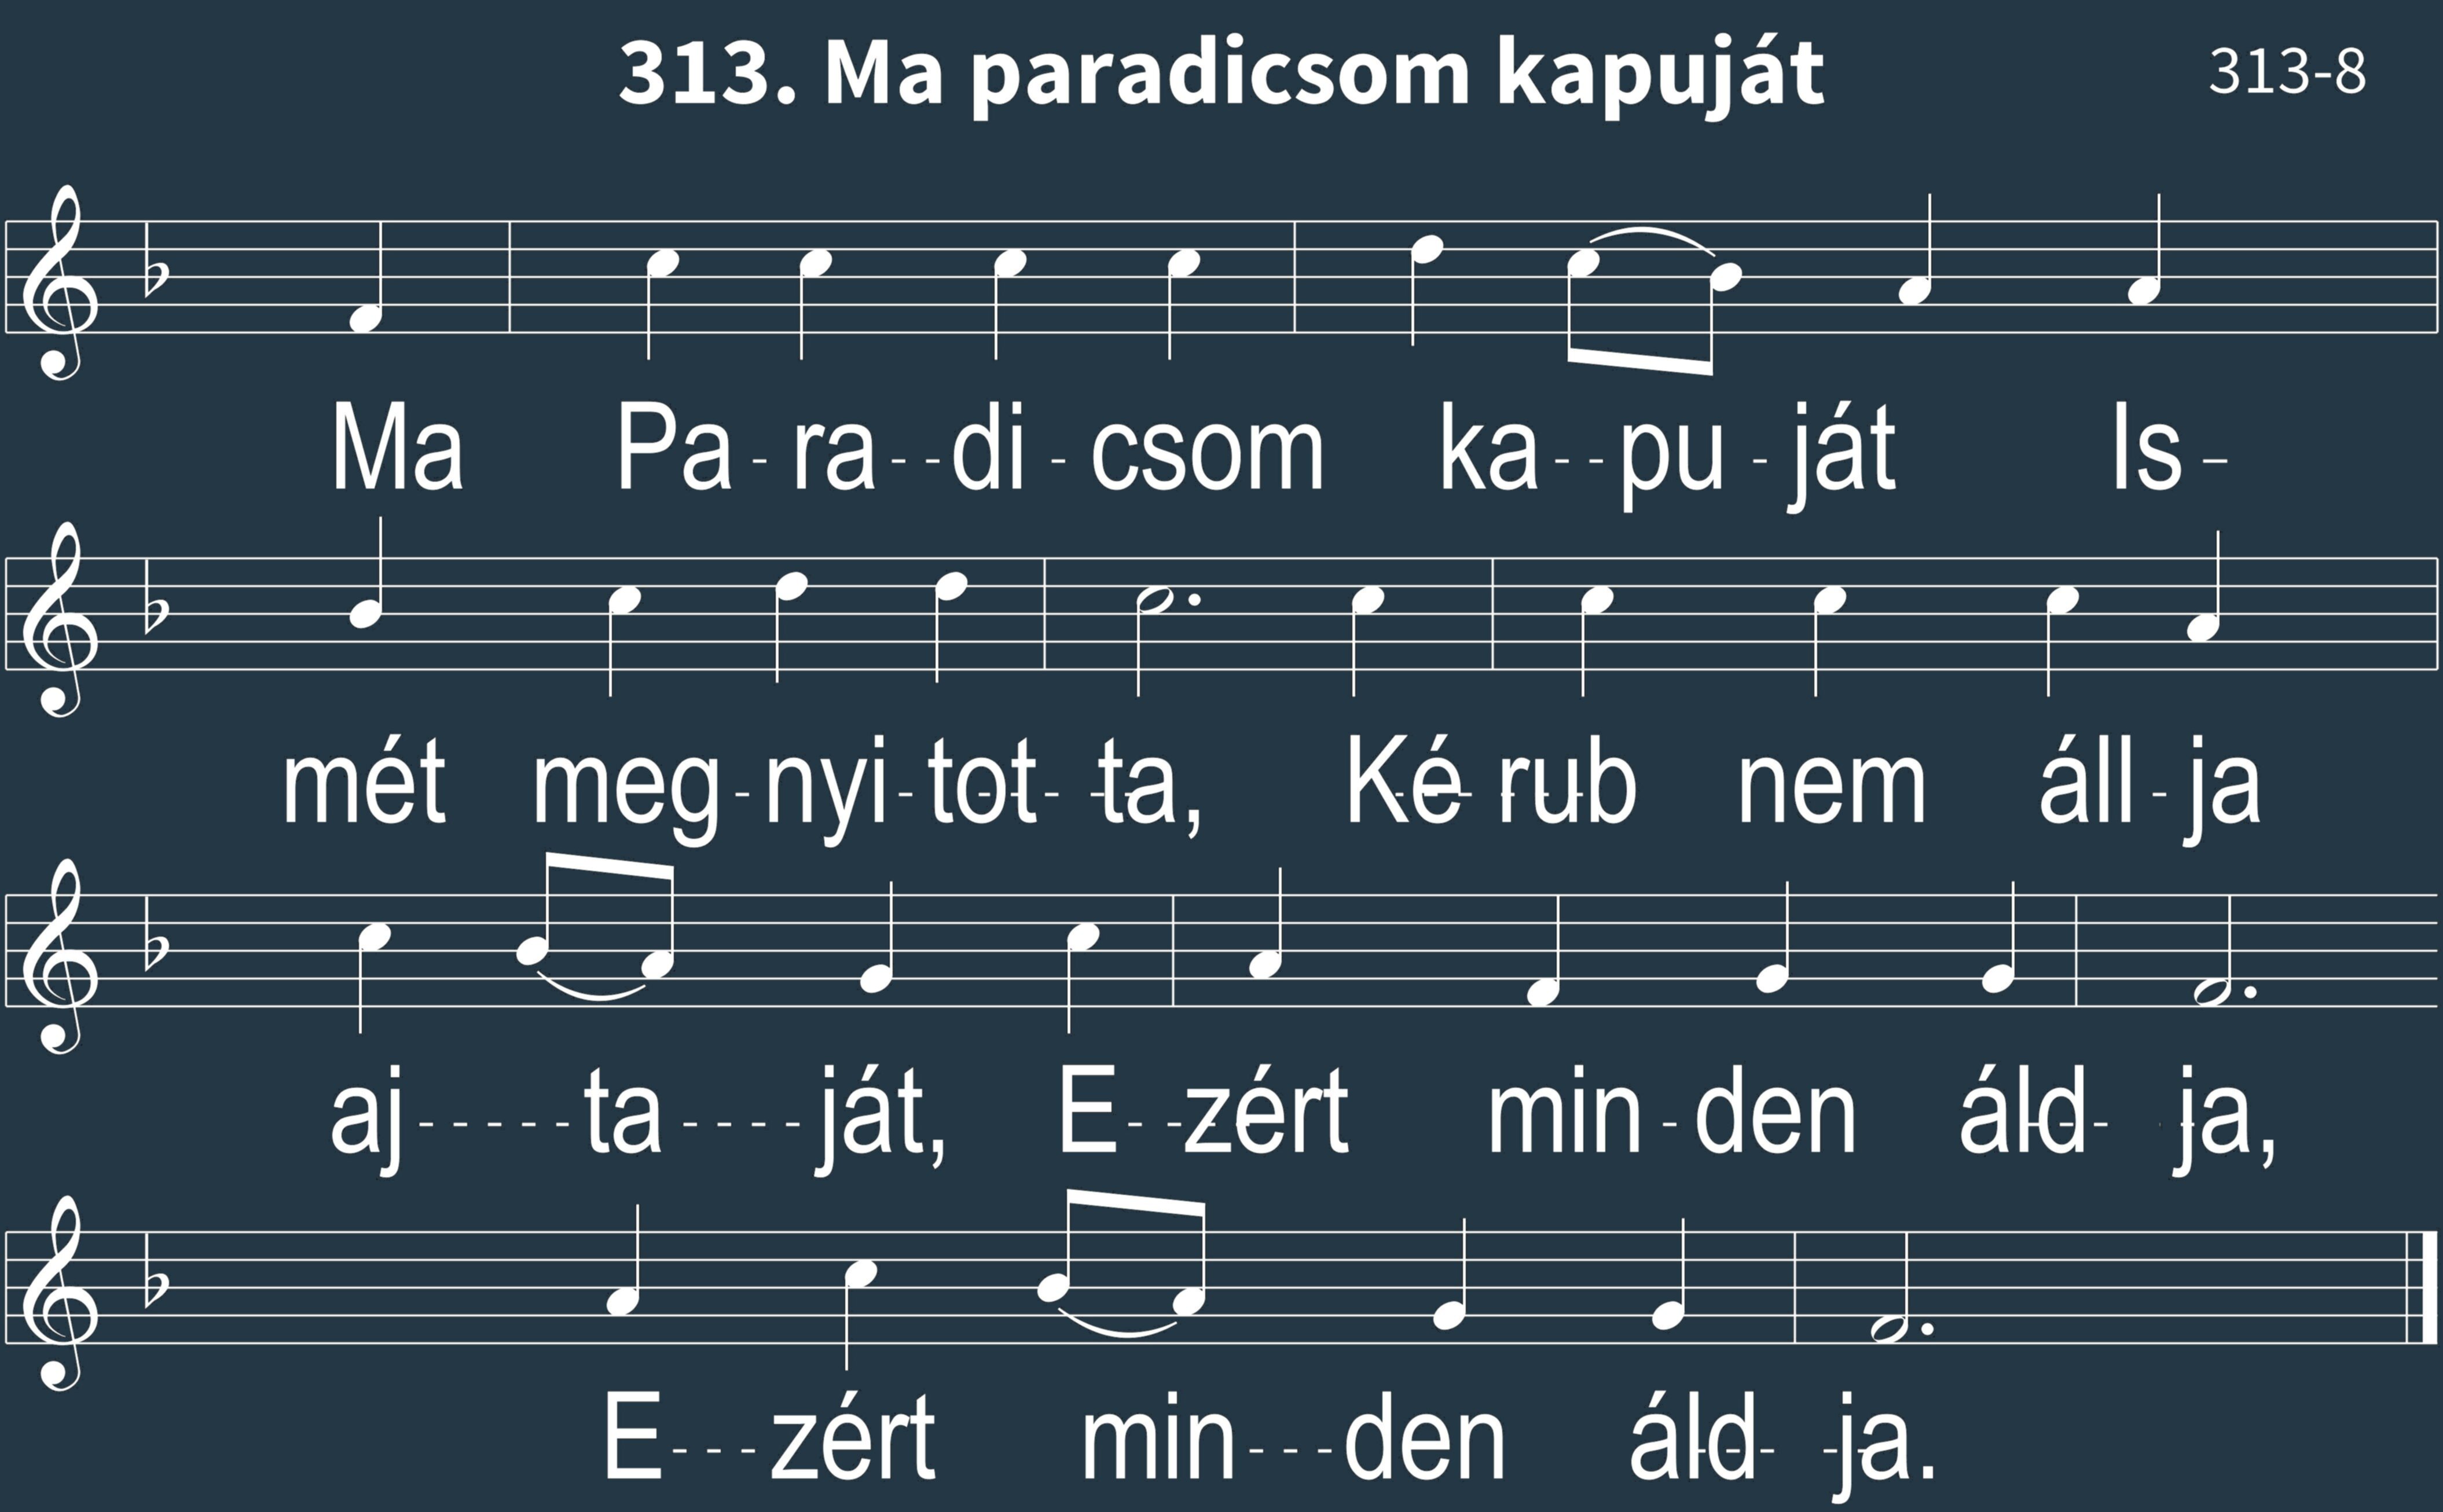 313. Ma paradicsom kapuját 313-8
Ma Pa-ra--di-csom ka--pu-ját Is-
mét meg-nyi-tot- ta, Ké-rub nem áll-ja
aj-----ta----ját, E--zért min-den áld- ja,
E---zért min---den áld- -ja.